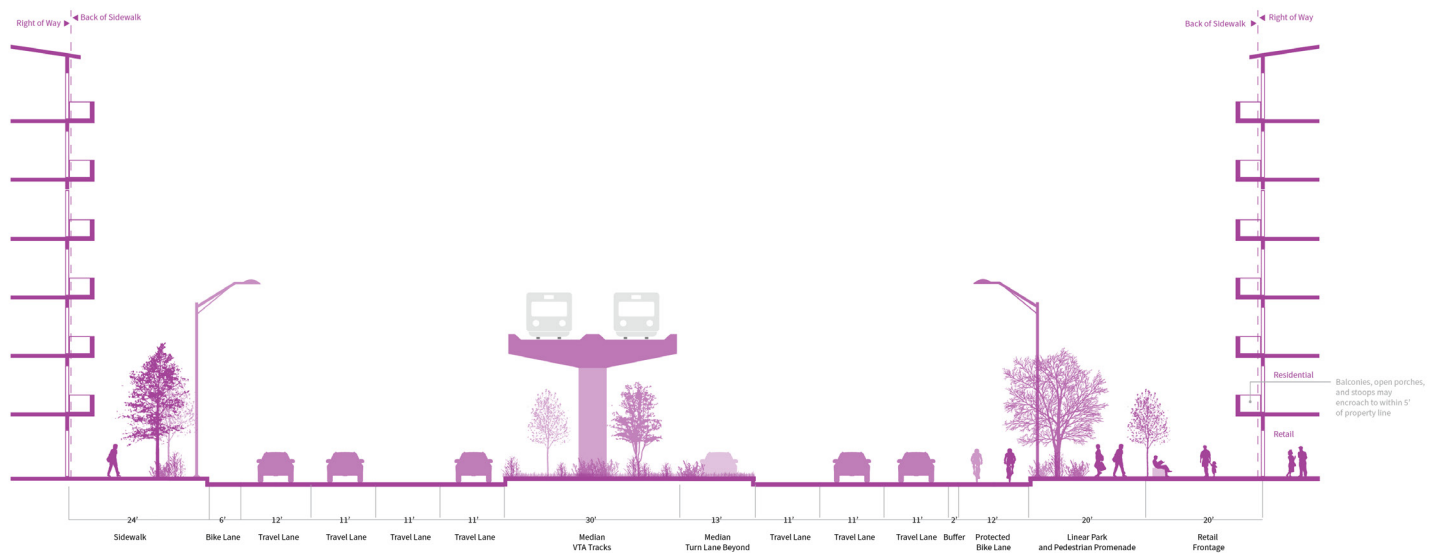 Right of Way
Back of Sidewalk
Back of Sidewalk
Right of Way
Residential
Balconies, open porches,
and stoops may
encroach to within 5'
of property line
Retail
24' 6' 12' 11' 11' 11' 30' 13' 11' 11' 11' 2' 12' 20' 20'
Sidewalk Bike Lane Travel Lane Travel Lane Travel Lane Travel Lane Median Median Travel Lane Travel Lane Travel Lane Buffer Protected Linear Park Retail
VTA Tracks Turn Lane Beyond Bike Lane and Pedestrian Promenade Frontage